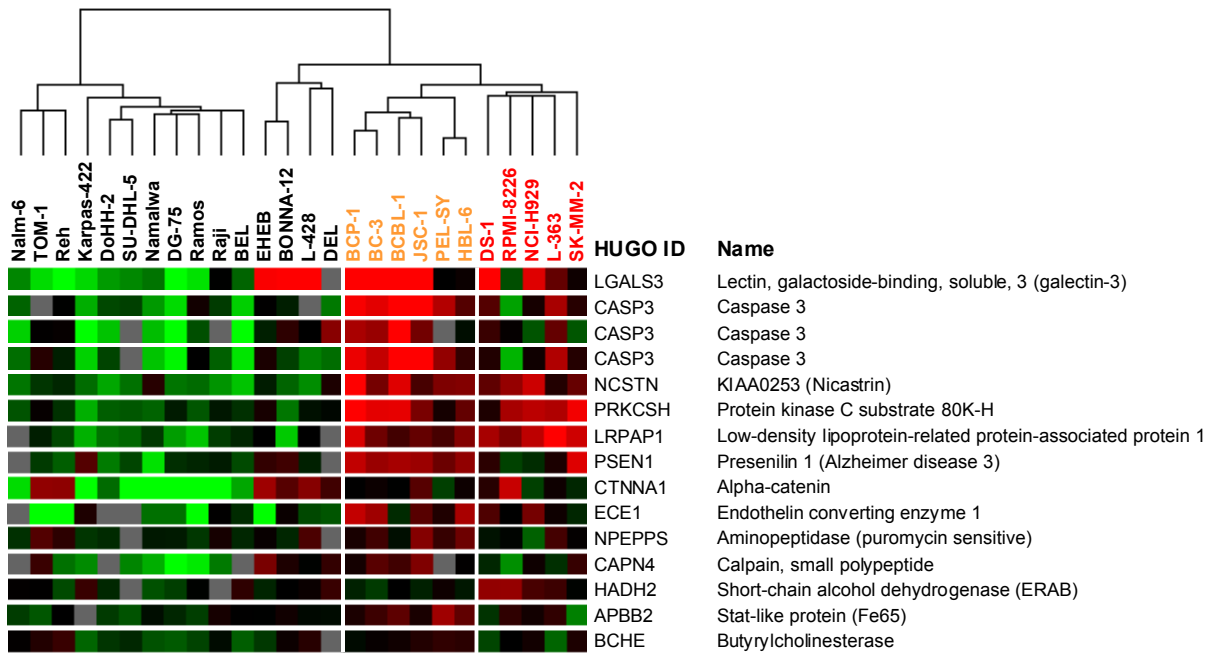 Nalm-6
TOM-1
Reh
Karpas-422
DoHH-2
SU-DHL-5
Namalwa
DG-75
Ramos
Raji
BEL
EHEB
BONNA-12
L-428
DEL
BCP-1
BC-3
BCBL-1
JSC-1
PEL-SY
HBL-6
DS-1
RPMI-8226
NCI-H929
L-363
SK-MM-2
HUGO ID Name
LGALS3 Lectin, galactoside-binding, soluble, 3 (galectin-3)
CASP3 Caspase 3
CASP3 Caspase 3
CASP3 Caspase 3
NCSTN KIAA0253 (Nicastrin)
PRKCSH Protein kinase C substrate 80K-H
LRPAP1 Low-density lipoprotein-related protein-associated protein 1
PSEN1 Presenilin 1 (Alzheimer disease 3)
CTNNA1 Alpha-catenin
ECE1 Endothelin converting enzyme 1
NPEPPS Aminopeptidase (puromycin sensitive)
CAPN4 Calpain, small polypeptide
HADH2 Short-chain alcohol dehydrogenase (ERAB)
APBB2 Stat-like protein (Fe65)
BCHE Butyrylcholinesterase